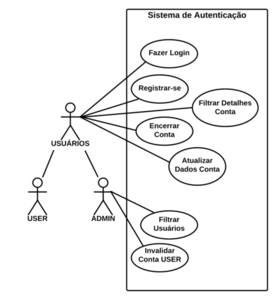 Sistema de Autenticação
Fazer Login
Registrar-se
Filtrar Detalhes
Conta
Encerrar
Conta
USUÁRIOS
Atualizar
Dados Conta
USER
ADMIN
Filtrar
Usuários
Invalidar
Conta USER